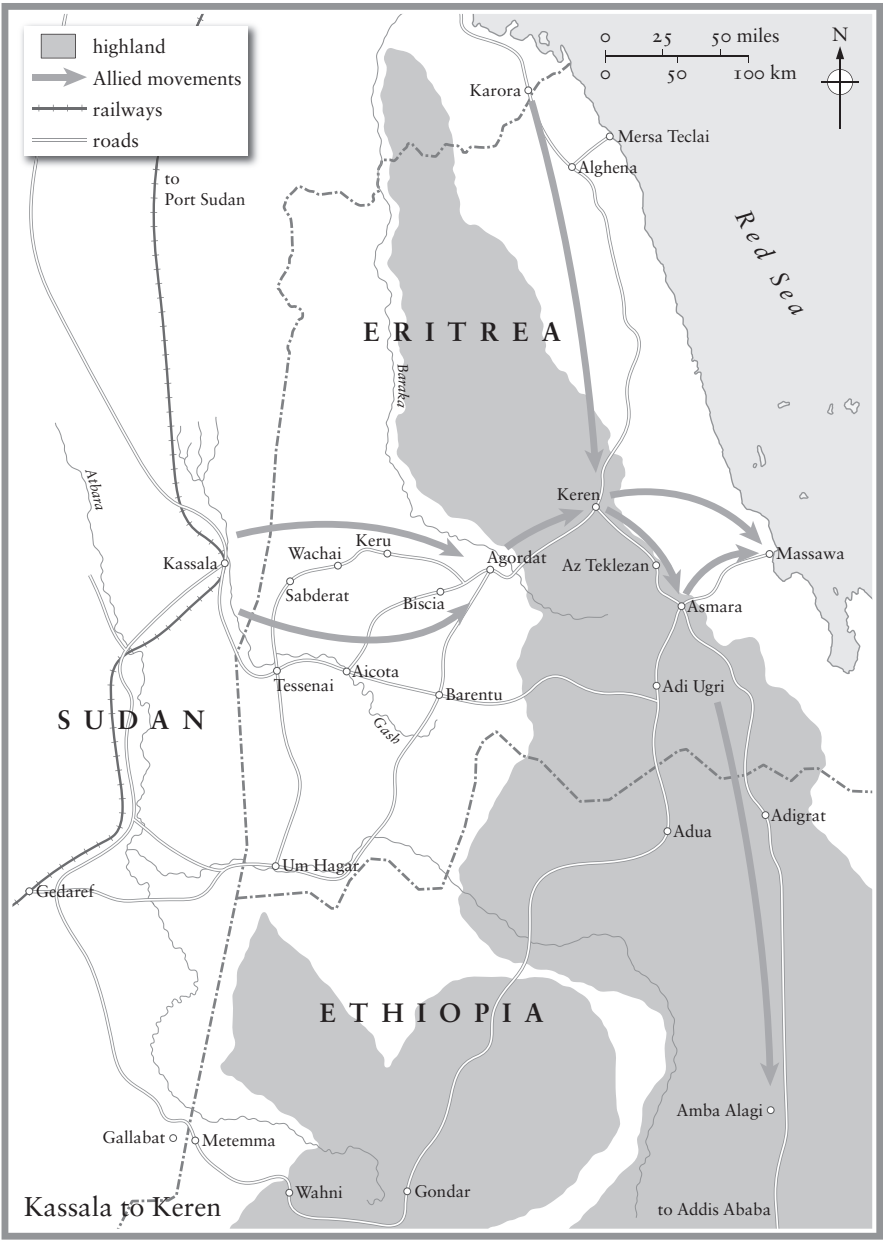 highland
Allied movements
railways
roads
0 25 50 miles
0 50 100 km
N
Karora
Mersa Teclai
Alghena
to
Port Sudan
Red Sea
ERITREA
Baraka
Atbara
Keren
Kassala
Wachai
Keru
Agordat
Az Teklezan
Massawa
Sabderat
Biscia
Asmara
Tessenai
Aicota
Barentu
Adi Ugri
SUDAN
Gash
Adigrat
Adua
Um Hagar
Gedaref
ETHIOPIA
Amba Alagi
Gallabat
Metemma
Wahni
Gondar
to Addis Ababa
Kassala to Keren